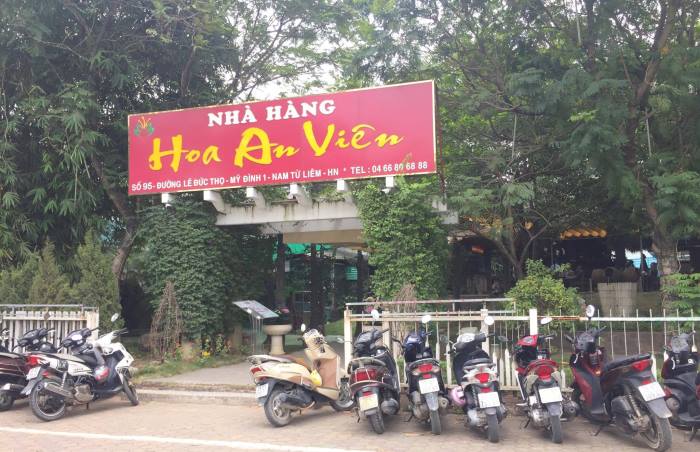 NHÀ HÀNG
Hoa An Viên
SỐ 95 - ĐƯỜNG LÊ ĐỨC THỌ - MỸ ĐÌNH 1 - NAM TỪ LIÊM - HN * TEL : 04 66 80 68 88